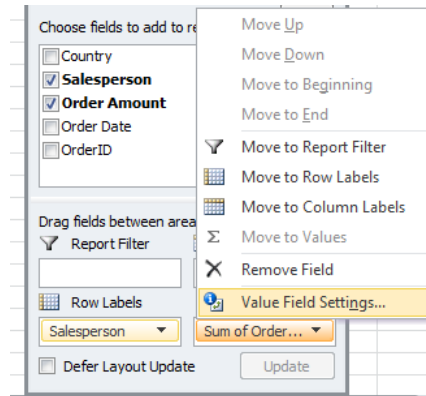 Choose fields to add to re
Country
Salesperson
Order Amount
Order Date
OrderID
Drag fields between area
Report Filter
Row Labels
Salesperson
Sum of Order...
Defer Layout Update
Update
Move Up
Move Down
Move to Beginning
Move to End
Move to Report Filter
Move to Row Labels
Move to Column Labels
Σ Move to Values
Remove Field
Value Field Settings...